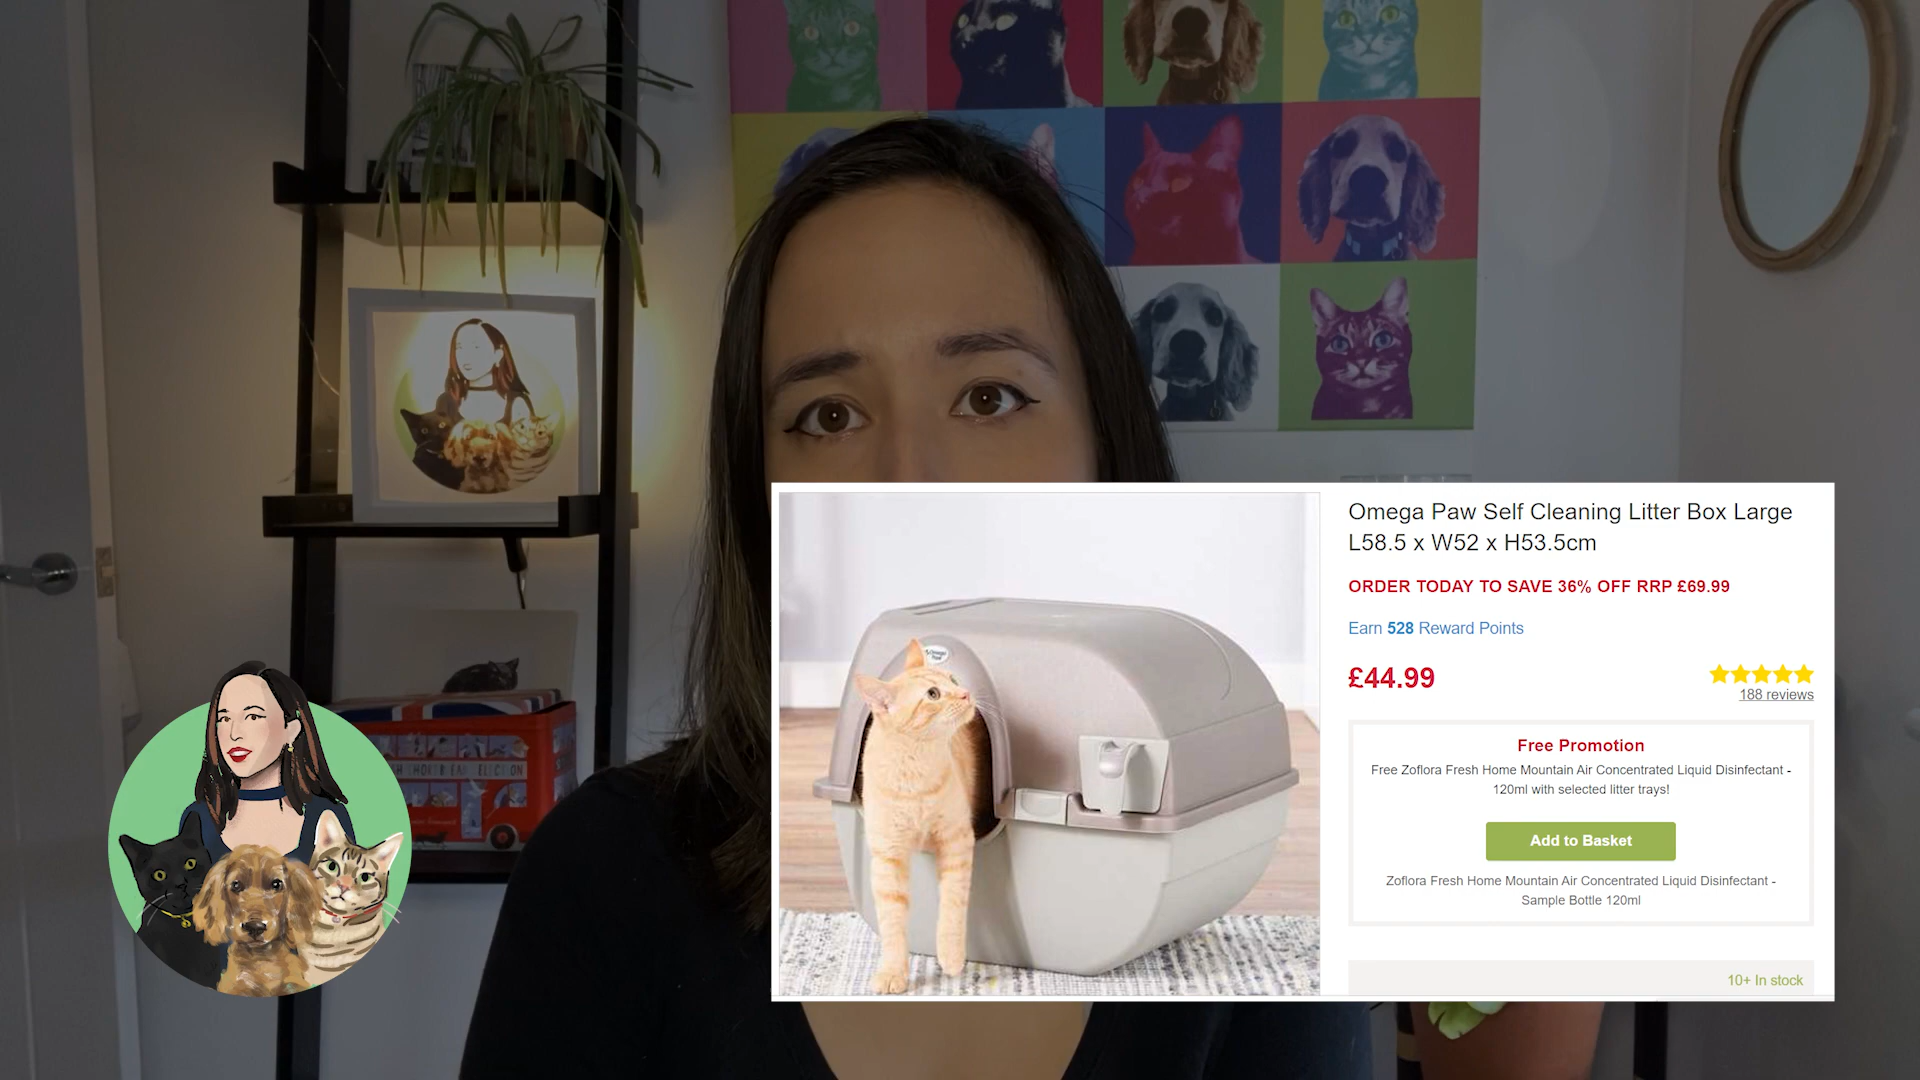 Omega Paw Self Cleaning Litter Box Large
L58.5 x W52 x H53.5cm
ORDER TODAY TO SAVE 36% OFF RRP £69.99
Earn 528 Reward Points
£44.99
188 reviews
Free Promotion
Free Zoflora Fresh Home Mountain Air Concentrated Liquid Disinfectant -
120ml with selected litter trays!
Add to Basket
Zoflora Fresh Home Mountain Air Concentrated Liquid Disinfectant -
Sample Bottle 120ml
10+ In stock